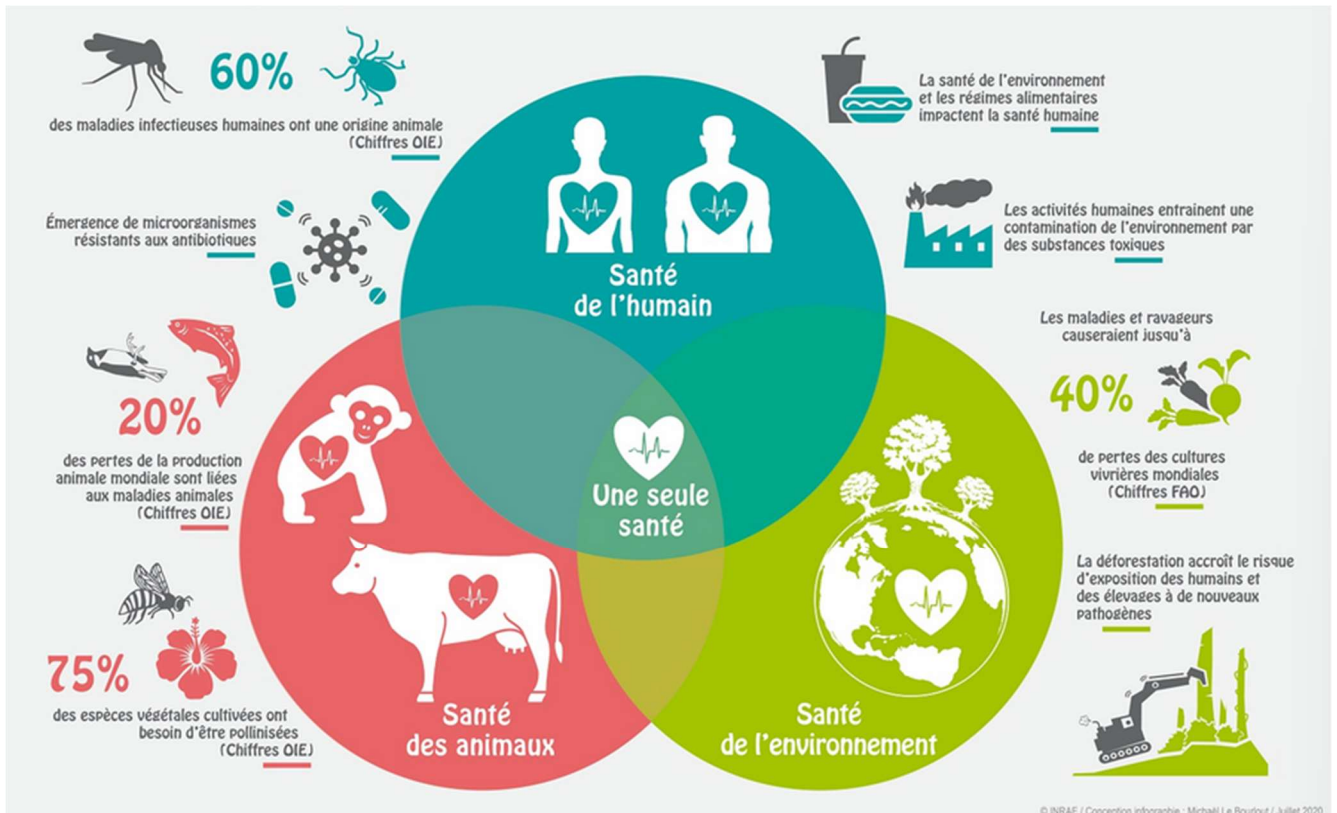 60%
des maladies infectieuses humaines ont une origine animale
(Chiffres OIE)
Émergence de microorganismes
résistants aux antibiotiques
20%
des pertes de la production
animale mondiale sont liées
aux maladies animales
(Chiffres OIE)
75%
des espèces végétales cultivées ont
besoin d'être pollinisées
(Chiffres OIE)
Santé
de l'humain
Une seule
santé
Santé
des animaux
Santé
de l'environnement
La santé de l'environnement
et les régimes alimentaires
impactent la santé humaine
Les activités humaines entrainent une
contamination de l'environnement par
des substances toxiques
Les maladies et ravageurs
causeraient jusqu'à
40%
de pertes des cultures
vivrières mondiales
(Chiffres FAO)
La déforestation accroît le risque
d'exposition des humains et
des élevages à de nouveaux
pathogènes
© INRAE / Conception infographie : Michaël Le Bourlout / Juillet 2020